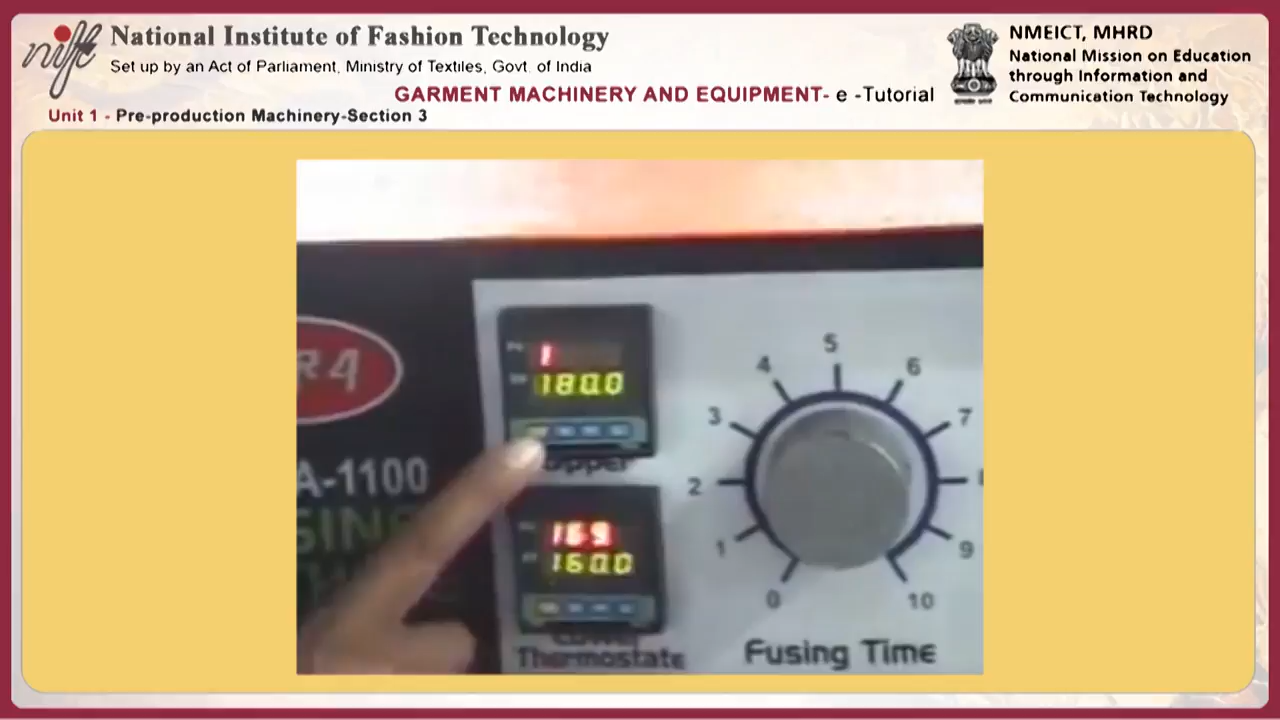 nift
National Institute of Fashion Technology
Set up by an Act of Parliament, Ministry of Textiles, Govt. of India
NMEICT, MHRD
National Mission on Education
through Information and
Communication Technology
GARMENT MACHINERY AND EQUIPMENT- e -Tutorial
Unit 1 - Pre-production Machinery-Section 3
A-1100
1
180.0
Upper
169
160.0
Thermostate
0
1
2
3
4
5
6
7
9
10
Fusing Time